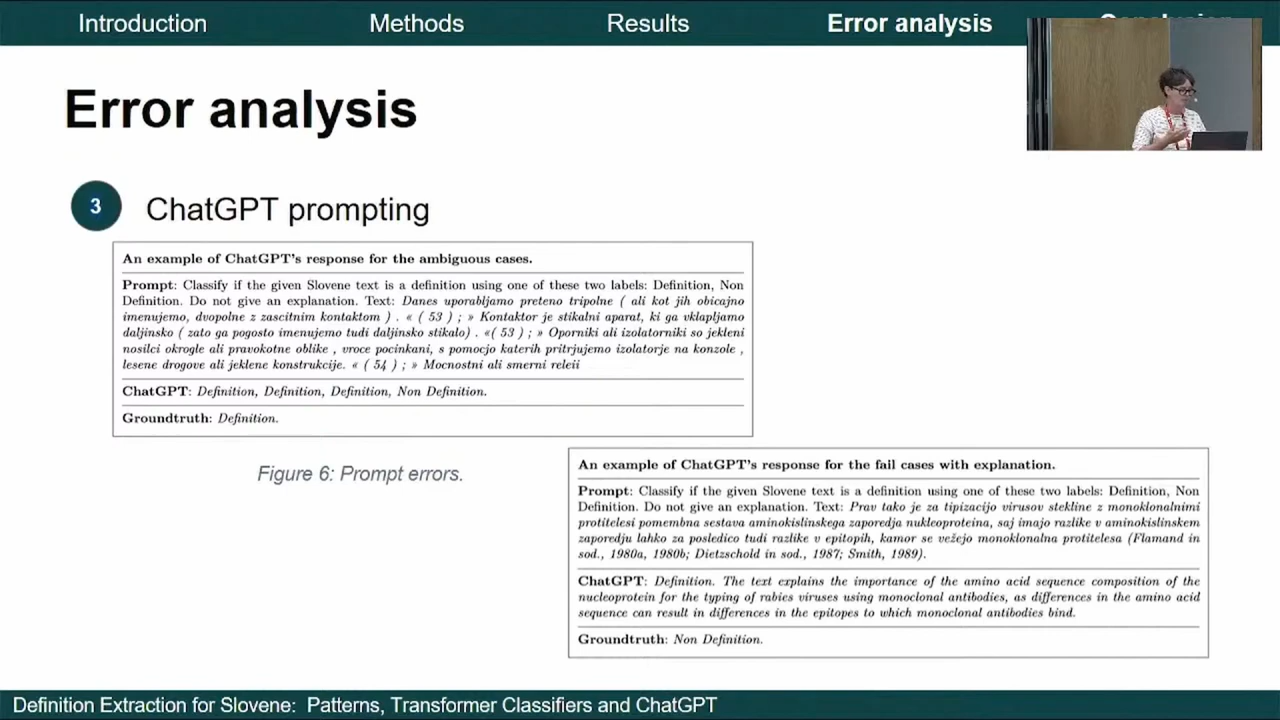 Introduction Methods Results Error analysis
Error analysis
3 ChatGPT prompting
An example of ChatGPT's response for the ambiguous cases.
Prompt: Classify if the given Slovene text is a definition using one of these two labels: Definition, Non
Definition. Do not give an explanation. Text: Danes uporabljamo preteno tripolne ( ali kot jih obicajno
imenujemo, dvopolne z zascitnim kontaktom ) . « ( 53 ) ; » Kontaktor je stikalni aparat, ki ga vklapljamo
daljinsko ( zato ga pogosto imenujemo tudi daljinsko stikalo) . «( 53 ) ; » Oporniki ali izolatorniki so jekleni
nosilci okrogle ali pravokotne oblike , vroce pocinkani, s pomocjo katerih pritrjujemo izolatorje na konzole ,
lesene drogove ali jeklene konstrukcije. « ( 54 ) ; » Mocnostni ali smerni releii
ChatGPT: Definition, Definition, Definition, Non Definition.
Groundtruth: Definition.
Figure 6: Prompt errors.
An example of ChatGPT's response for the fail cases with explanation.
Prompt: Classify if the given Slovene text is a definition using one of these two labels: Definition, Non
Definition. Do not give an explanation. Text: Prav tako je za tipizacijo virusov stekline z monoklonalnimi
protitelesi pomembna sestava aminokislinskega zaporedja nukleoproteina, saj imajo razlike v aminokislinskem
zaporedju lahko za posledico tudi razlike v epitopih, kamor se vežejo monoklonalna protitelesa (Flamand in
sod., 1980a, 1980b; Dietzschold in sod., 1987; Smith, 1989).
ChatGPT: Definition. The text explains the importance of the amino acid sequence composition of the
nucleoprotein for the typing of rabies viruses using monoclonal antibodies, as differences in the amino acid
sequence can result in differences in the epitopes to which monoclonal antibodies bind.
Groundtruth: Non Definition.
Definition Extraction for Slovene: Patterns, Transformer Classifiers and ChatGPT